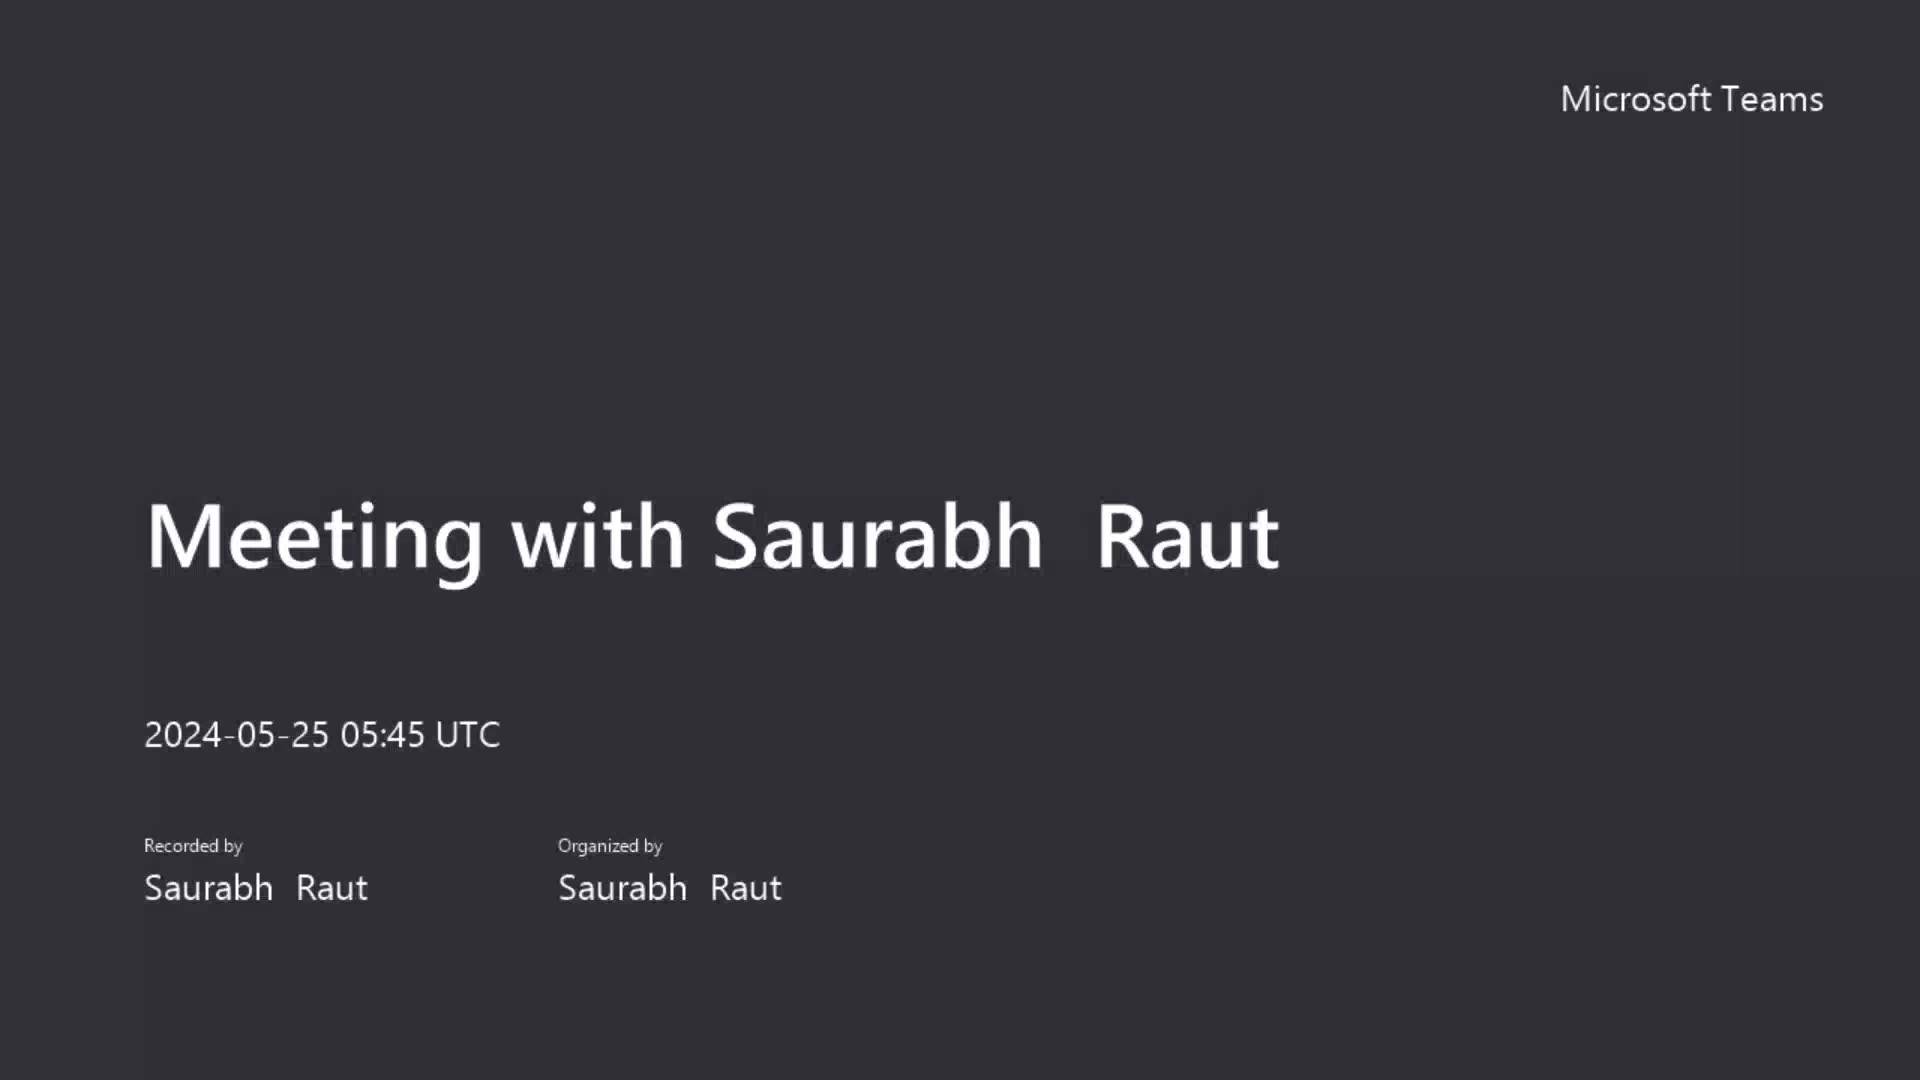 Microsoft Teams
Meeting with Saurabh  Raut
2024-05-25 05:45 UTC
Recorded by
Saurabh  Raut
Organized by
Saurabh  Raut